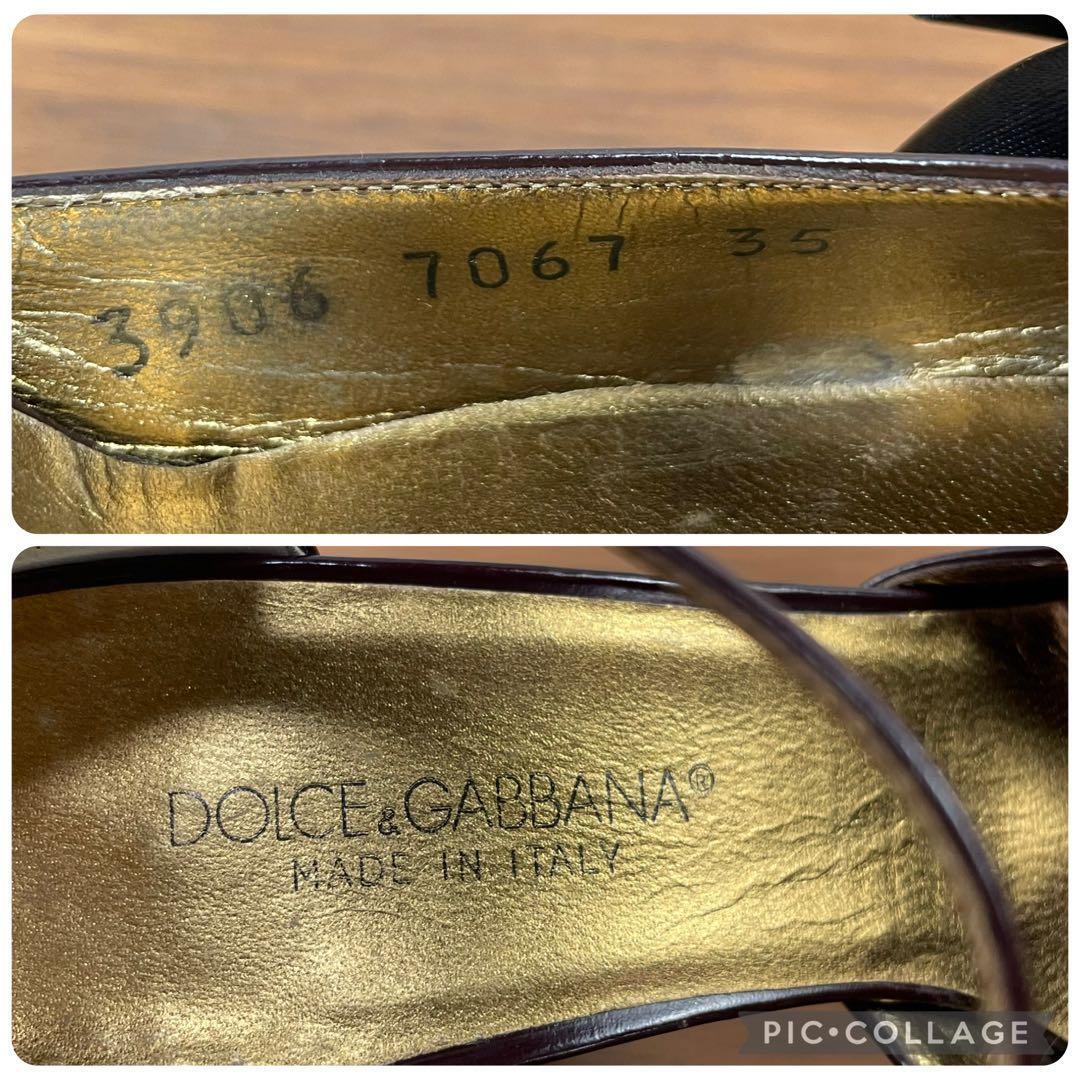 3906 7067 35
DOLCE&GABBANA®
MADE IN ITALY
PIC•COLLAGE